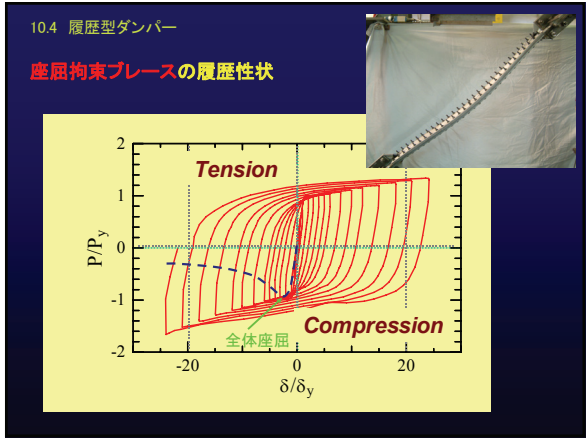 10.4 履歴型ダンパー
座屈拘束ブレースの履歴性状
2
Tension
1
P/Py
0
-1
全体座屈
Compression
-2
-20
0
20
δ/δy